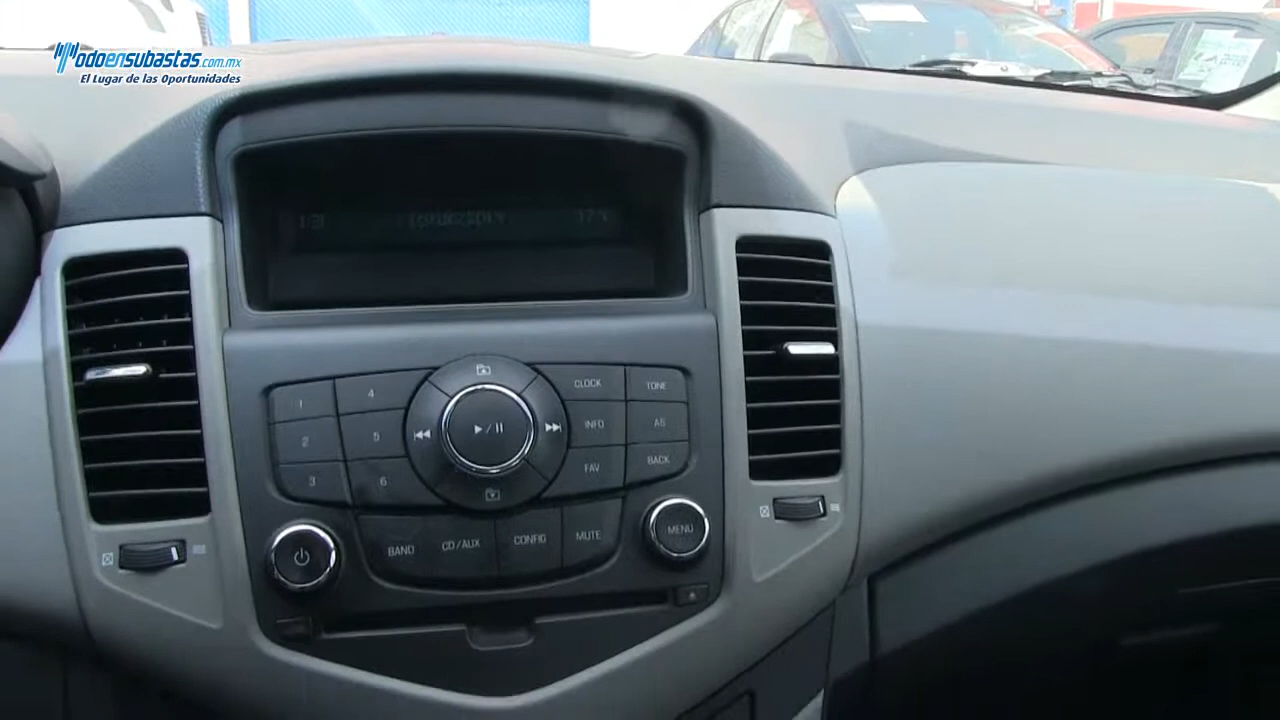 todoensubastas.com.mx
El Lugar de las Oportunidades
1 4 CLOCK TONE
2 5 INFO AS
3 6 FAV BACK
BAND CD/AUX CONFIG MUTE MENU